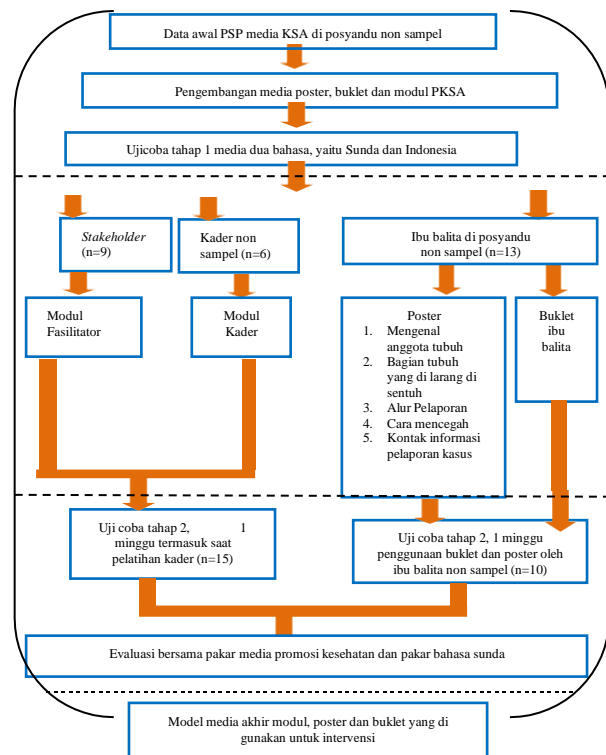 Data awal PSP media KSA di posyandu non sampel
Pengembangan media poster, buklet dan modul PKSA
Ujicoba tahap 1 media dua bahasa, yaitu Sunda dan Indonesia
Stakeholder
(n=9)
Kader non
sampel (n=6)
Ibu balita di posyandu
non sampel (n=13)
Modul
Fasilitator
Modul
Kader
Poster
1. Mengenal
anggota tubuh
2. Bagian tubuh
yang di larang di
sentuh
3. Alur Pelaporan
4. Cara mencegah
5. Kontak informasi
pelaporan kasus
Buklet
ibu
balita
Uji coba tahap 2, 1
minggu termasuk saat
pelatihan kader (n=15)
Uji coba tahap 2, 1 minggu
penggunaan buklet dan poster oleh
ibu balita non sampel (n=10)
Evaluasi bersama pakar media promosi kesehatan dan pakar bahasa sunda
Model media akhir modul, poster dan buklet yang di
gunakan untuk intervensi